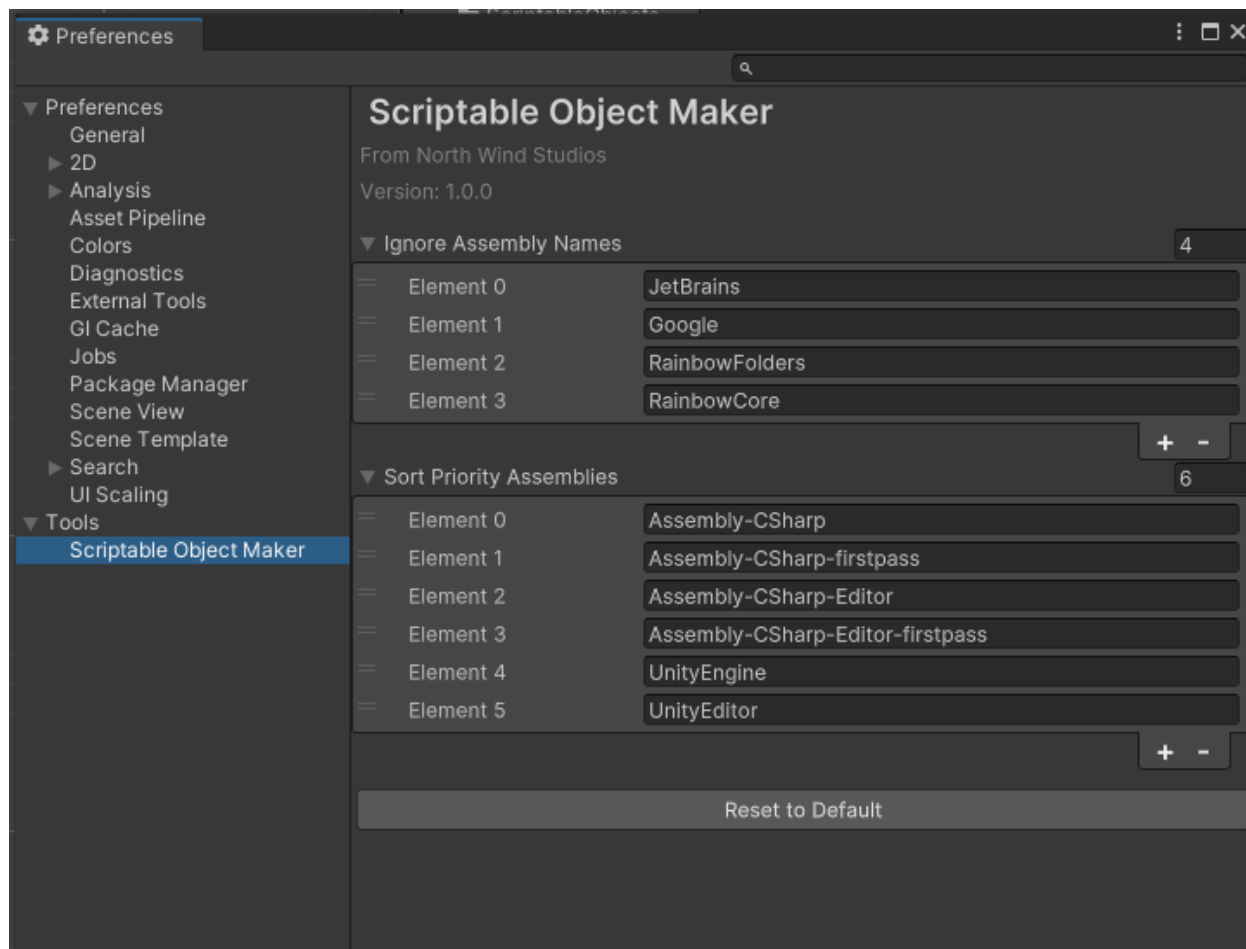 ScriptableObjects
Preferences
Preferences
General
2D
Analysis
Asset Pipeline
Colors
Diagnostics
External Tools
GI Cache
Jobs
Package Manager
Scene View
Scene Template
Search
UI Scaling
Tools
Scriptable Object Maker
Scriptable Object Maker
From North Wind Studios
Version: 1.0.0
Ignore Assembly Names 4
Element 0 JetBrains
Element 1 Google
Element 2 RainbowFolders
Element 3 RainbowCore
+ -
Sort Priority Assemblies 6
Element 0 Assembly-CSharp
Element 1 Assembly-CSharp-firstpass
Element 2 Assembly-CSharp-Editor
Element 3 Assembly-CSharp-Editor-firstpass
Element 4 UnityEngine
Element 5 UnityEditor
+ -
Reset to Default